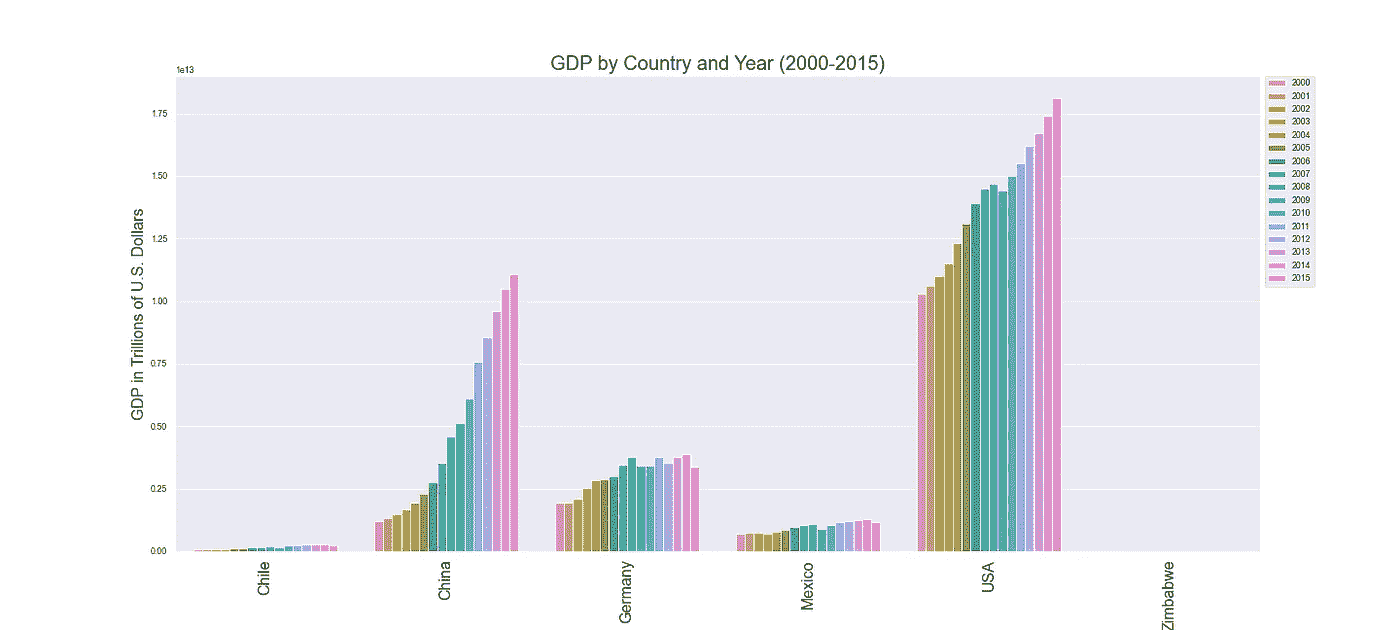 GDP by Country and Year (2000-2015)
1e13
1.75
1.50
1.25
1.00
0.75
0.50
0.25
0.00
GDP in Trillions of U.S. Dollars
Chile
China
Germany
Mexico
USA
Zimbabwe
2000
2001
2002
2003
2004
2005
2006
2007
2008
2009
2010
2011
2012
2013
2014
2015